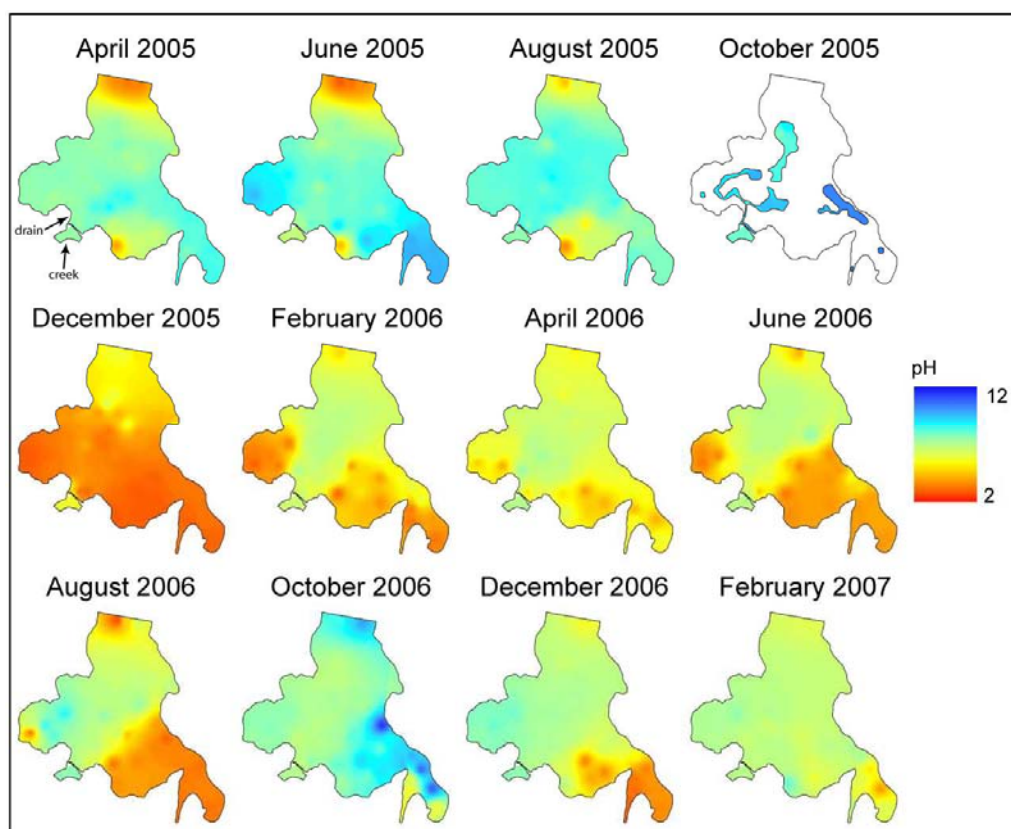 April 2005
June 2005
August 2005
October 2005
drain
creek
December 2005
February 2006
April 2006
June 2006
pH
12
2
August 2006
October 2006
December 2006
February 2007